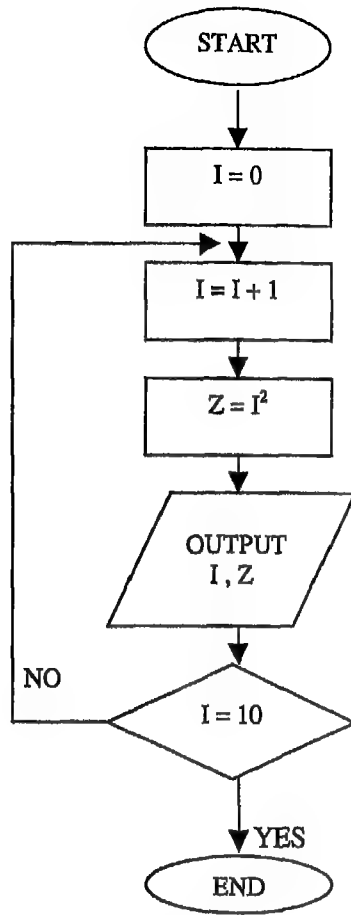 START
I = 0
I = I + 1
Z = I²
OUTPUT
I , Z
NO
I = 10
YES
END